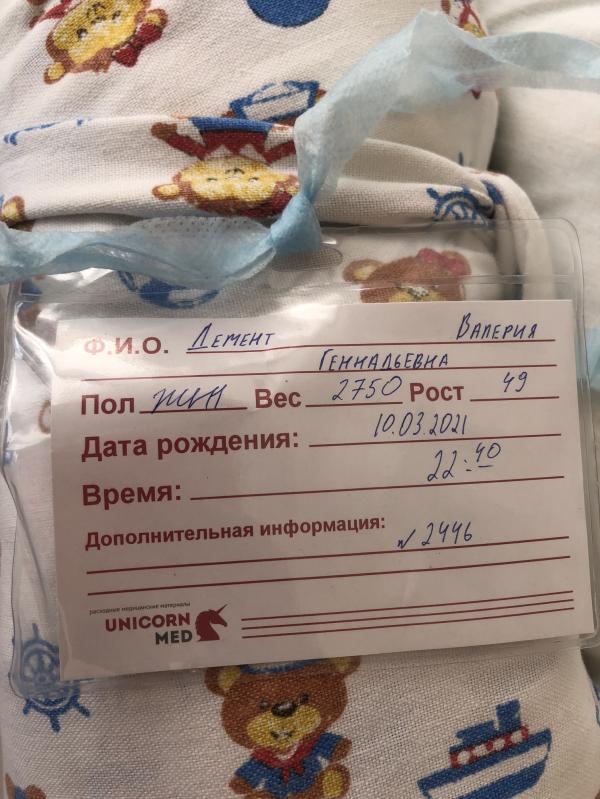 Ф.И.О. Демент Валерия
Геннадьевна
Пол жен Вес 2750 Рост 49
Дата рождения: 10.03.2021
Время: 22:40
Дополнительная информация: № 2446
расходные медицинские материалы
UNICORN
MED